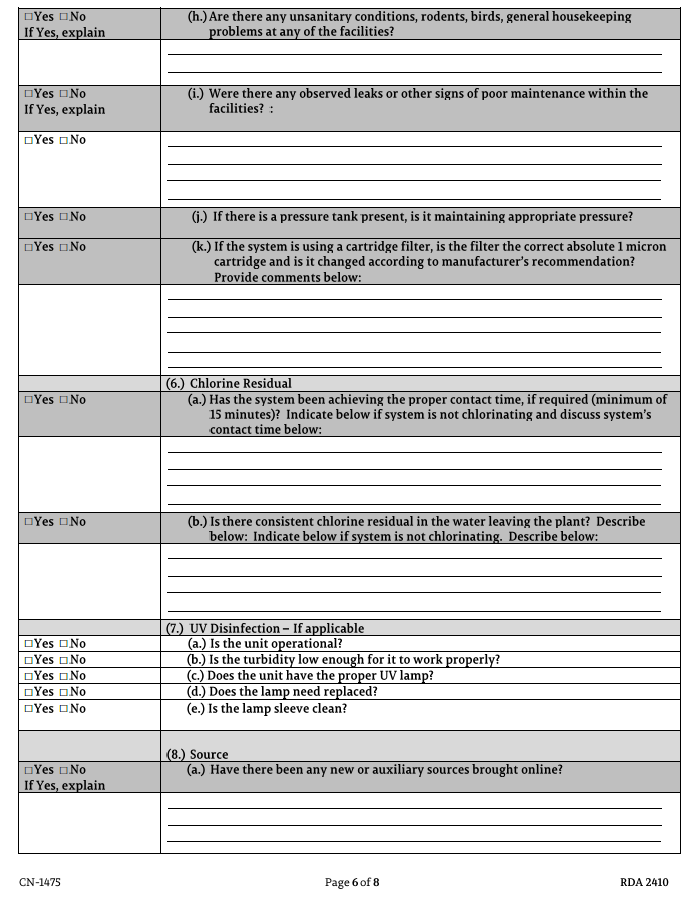 ☐Yes ☐No (h.) Are there any unsanitary conditions, rodents, birds, general housekeeping
If Yes, explain problems at any of the facilities?
☐Yes ☐No (i.) Were there any observed leaks or other signs of poor maintenance within the
If Yes, explain facilities? :
☐Yes ☐No
☐Yes ☐No (j.) If there is a pressure tank present, is it maintaining appropriate pressure?
☐Yes ☐No (k.) If the system is using a cartridge filter, is the filter the correct absolute 1 micron
cartridge and is it changed according to manufacturer's recommendation?
Provide comments below:
(6.) Chlorine Residual
☐Yes ☐No (a.) Has the system been achieving the proper contact time, if required (minimum of
15 minutes)? Indicate below if system is not chlorinating and discuss system's
contact time below:
☐Yes ☐No (b.) Is there consistent chlorine residual in the water leaving the plant? Describe
below: Indicate below if system is not chlorinating. Describe below:
(7.) UV Disinfection – If applicable
☐Yes ☐No (a.) Is the unit operational?
☐Yes ☐No (b.) Is the turbidity low enough for it to work properly?
☐Yes ☐No (c.) Does the unit have the proper UV lamp?
☐Yes ☐No (d.) Does the lamp need replaced?
☐Yes ☐No (e.) Is the lamp sleeve clean?
(8.) Source
☐Yes ☐No (a.) Have there been any new or auxiliary sources brought online?
If Yes, explain
CN-1475 Page 6 of 8 RDA 2410